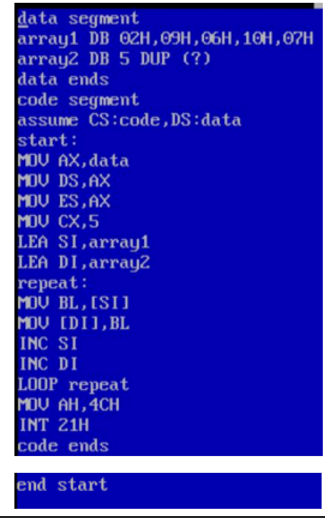 data segment
array1 DB 02H,09H,06H,10H,07H
array2 DB 5 DUP (?)
data ends
code segment
assume CS:code,DS:data
start:
MOV AX,data
MOV DS,AX
MOV ES,AX
MOV CX,5
LEA SI,array1
LEA DI,array2
repeat:
MOV BL,[SI]
MOV [DI],BL
INC SI
INC DI
LOOP repeat
MOV AH,4CH
INT 21H
code ends
end start